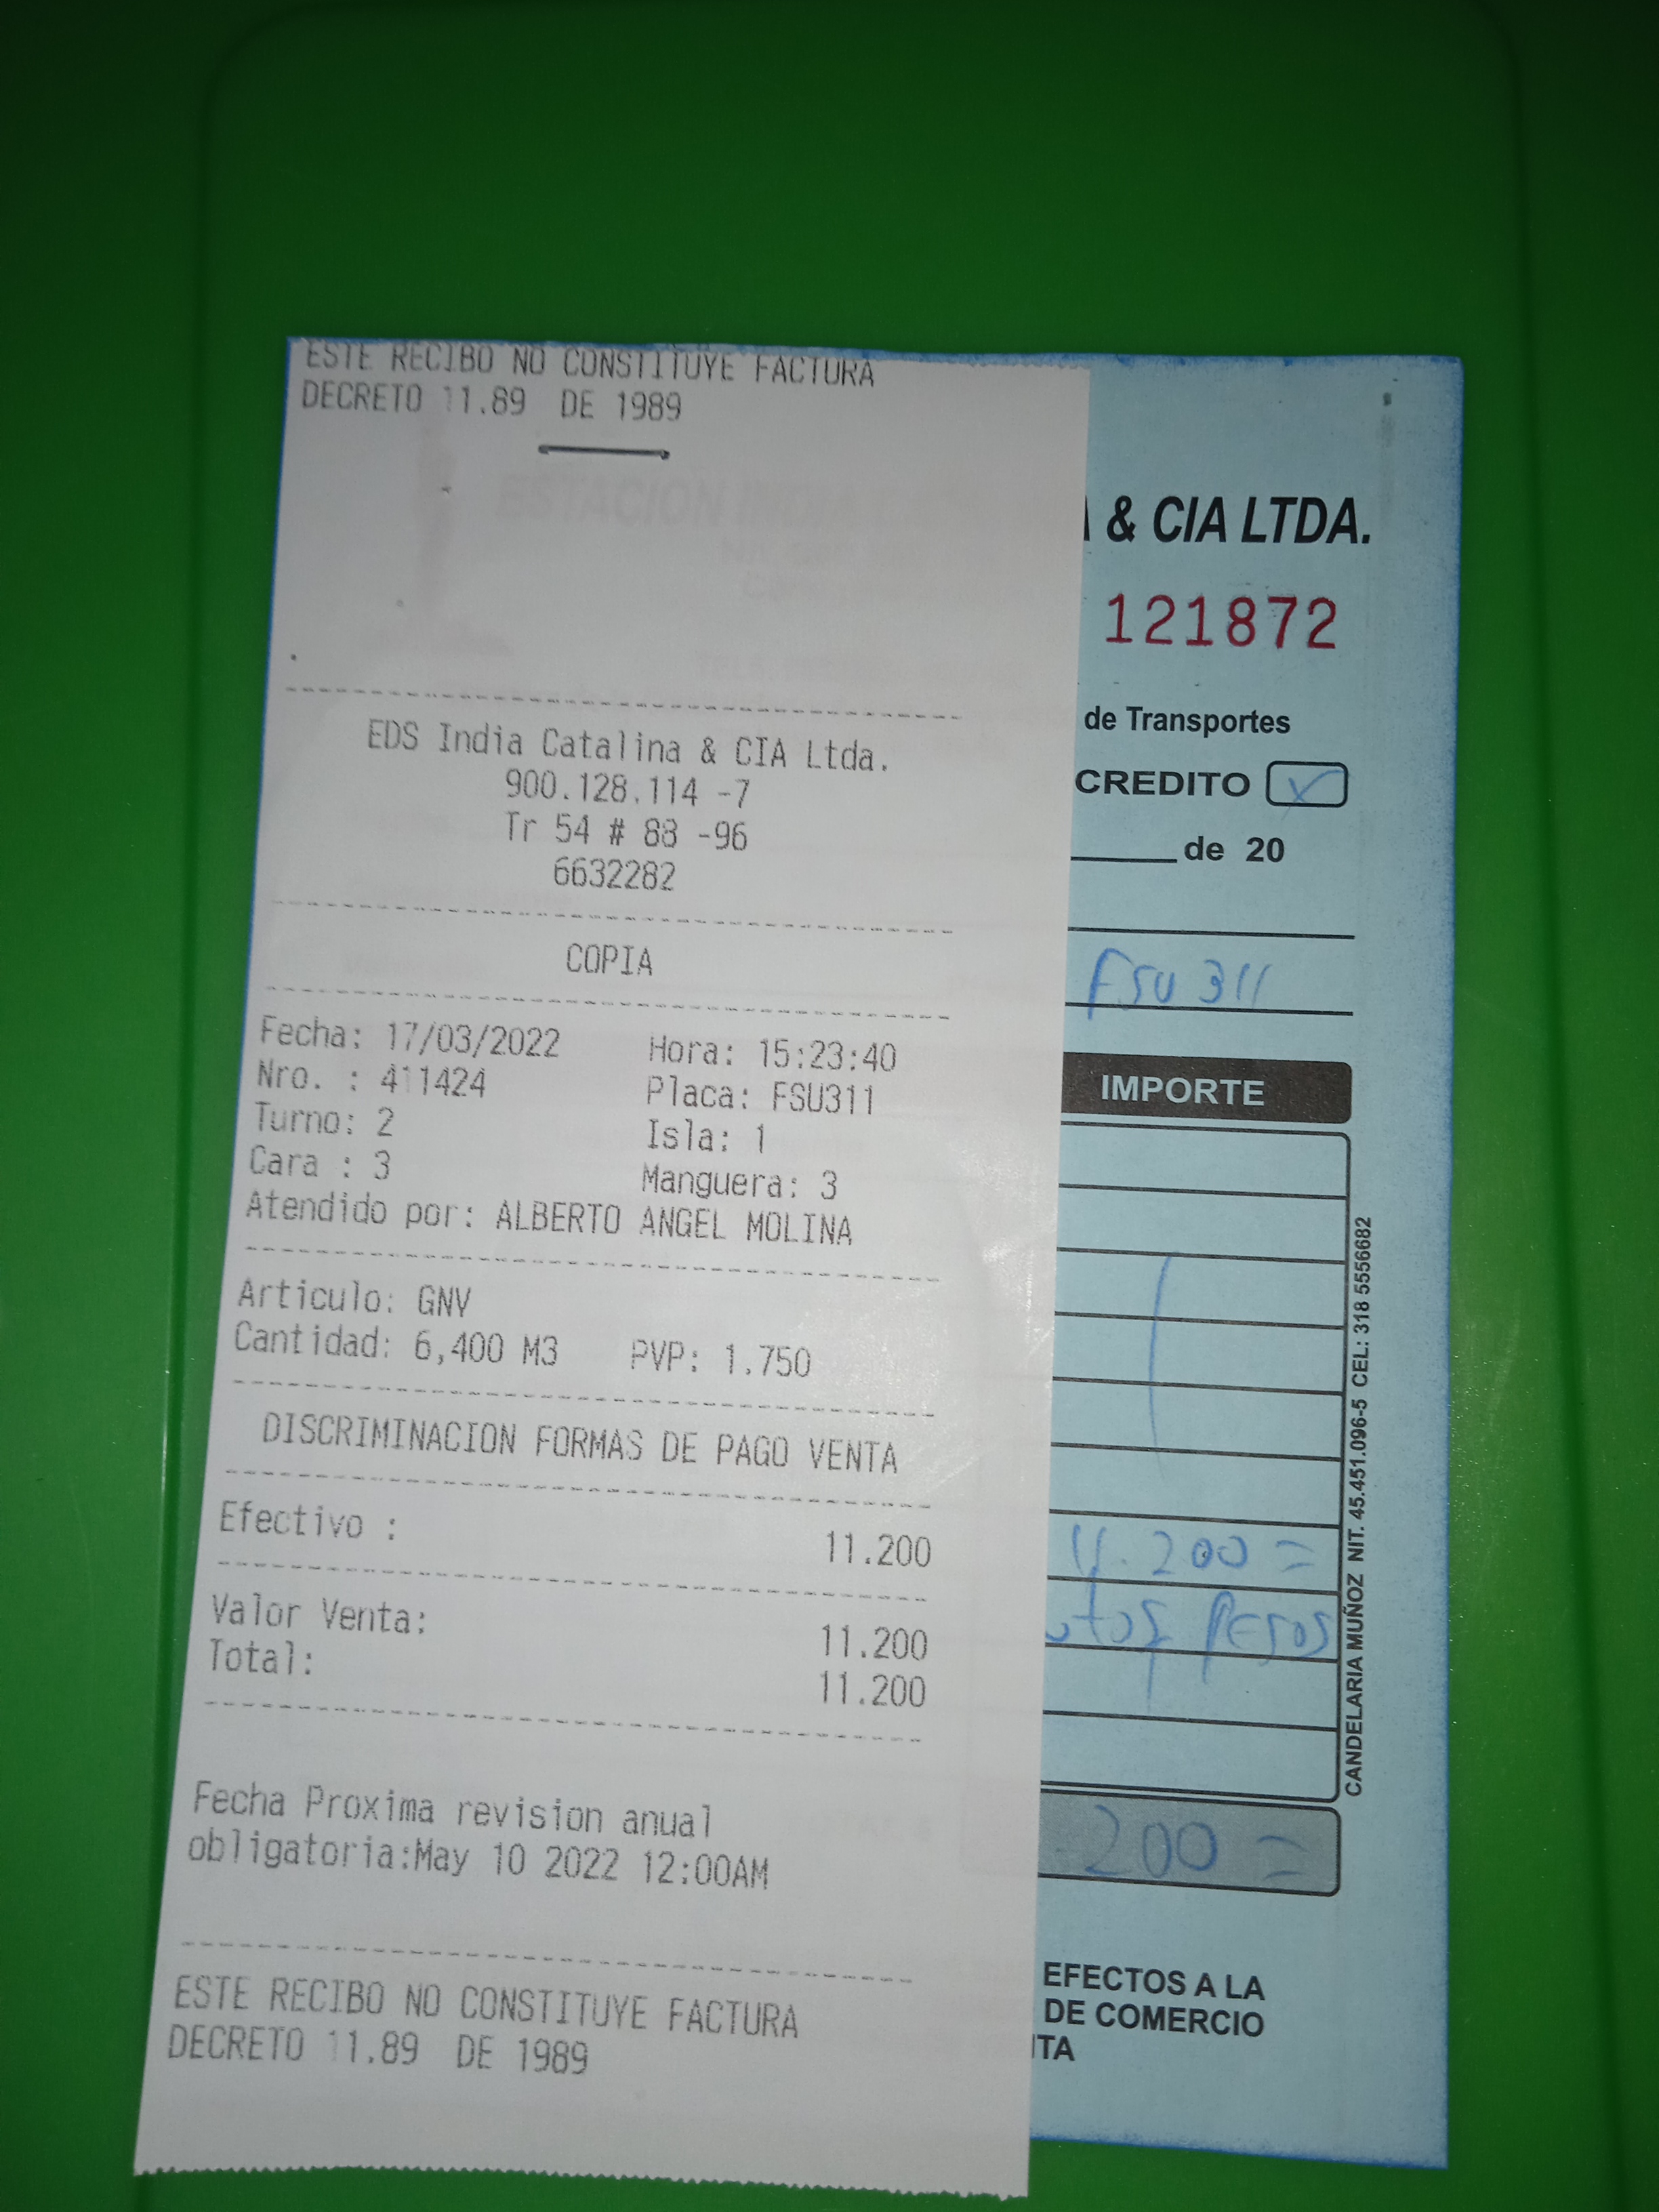 ESTE RECIBO NO CONSTITUYE FACTURA
DECRETO 11.89 DE 1989
EDS India Catalina & CIA Ltda.
900.128.114 -7
Tr 54 # 88 -96
6632282
COPIA
Fecha: 17/03/2022 Hora: 15:23:40
Nro. : 411424 Placa: FSU311
Turno: 2 Isla: 1
Cara : 3 Manguera: 3
Atendido por: ALBERTO ANGEL MOLINA
Articulo: GNV
Cantidad: 6,400 M3 PVP: 1.750
DISCRIMINACION FORMAS DE PAGO VENTA
Efectivo : 11.200
Valor Venta: 11.200
Total: 11.200
Fecha Proxima revision anual
obligatoria:May 10 2022 12:00AM
ESTE RECIBO NO CONSTITUYE FACTURA
DECRETO 11.89 DE 1989
& CIA LTDA.
121872
de Transportes
CREDITO
de 20
FSU 311
IMPORTE
11.200=
Pesos
200=
EFECTOS A LA
DE COMERCIO
CANDELARIA MUÑOZ NIT. 45.451.096-5 CEL: 318 5556682